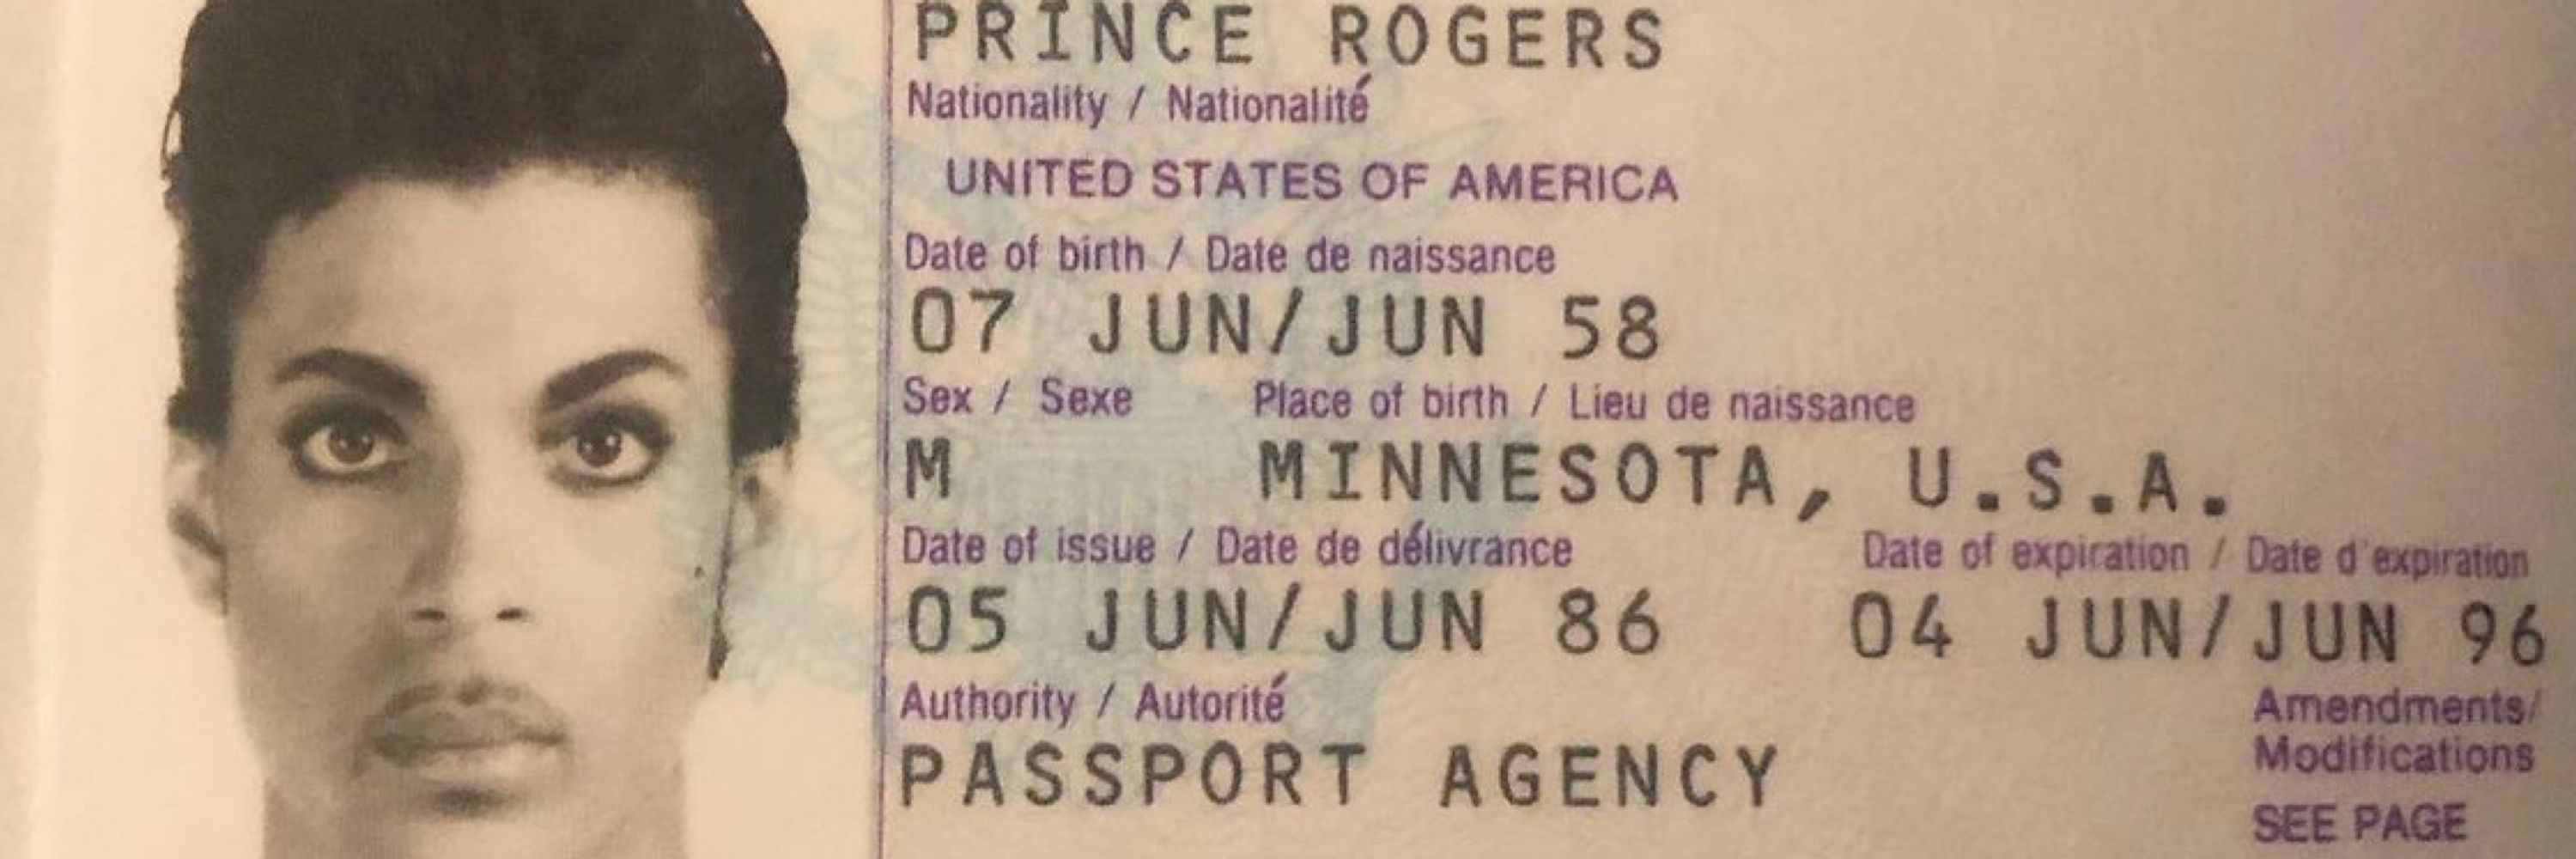 PRINCE ROGERS
Nationality / Nationalité
UNITED STATES OF AMERICA
Date of birth / Date de naissance
07 JUN/JUN 58
Sex / Sexe Place of birth / Lieu de naissance
M MINNESOTA, U.S.A.
Date of issue / Date de délivrance Date of expiration / Date d'expiration
05 JUN/JUN 86 04 JUN/JUN 96
Authority / Autorité Amendments/
Modifications
PASSPORT AGENCY
SEE PAGE